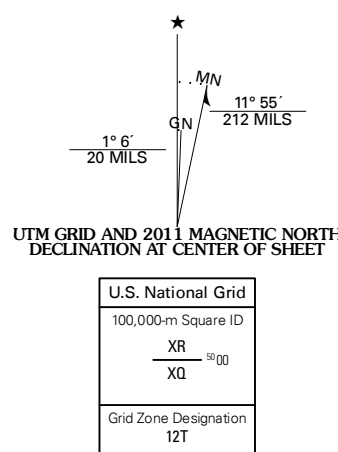 ★
MN
GN
11° 55´
212 MILS
1° 6´
20 MILS
UTM GRID AND 2011 MAGNETIC NORTH
DECLINATION AT CENTER OF SHEET
U.S. National Grid
100,000-m Square ID
XR
5000
XQ
Grid Zone Designation
12T